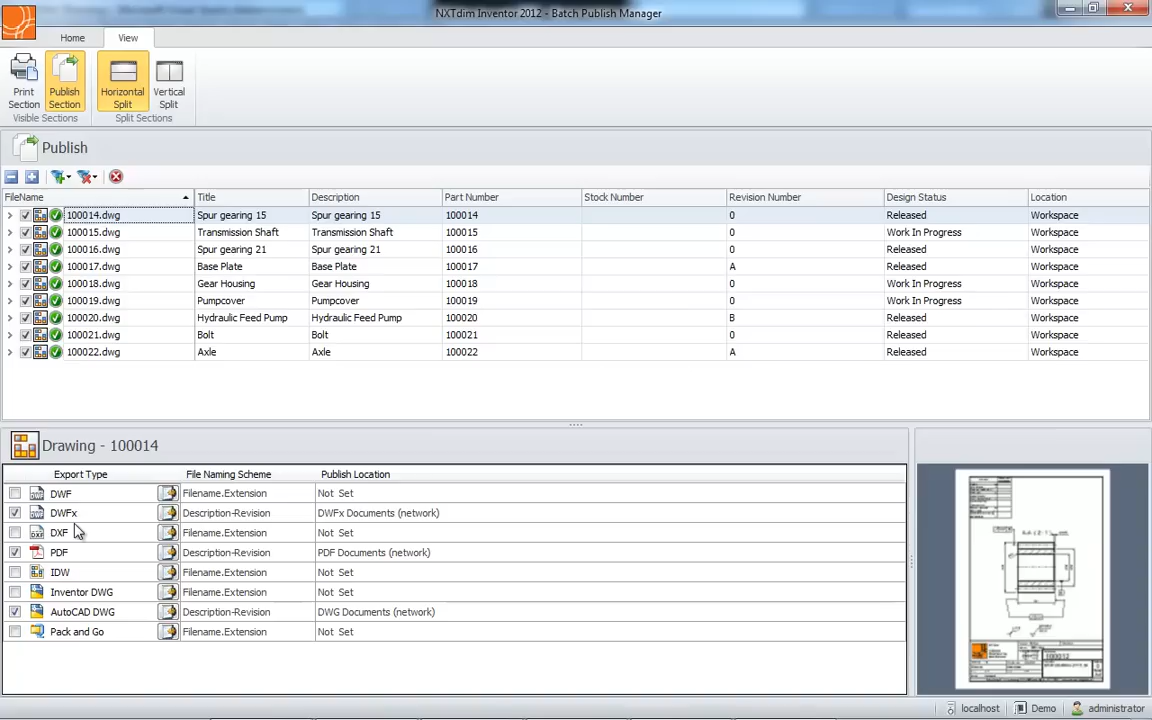 NXTdim Inventor 2012 - Batch Publish Manager
Home View
Print Section Publish Section Horizontal Split Vertical Split
Visible Sections Split Sections
Publish
FileName Title Description Part Number Stock Number Revision Number Design Status Location
100014.dwg Spur gearing 15 Spur gearing 15 100014 0 Released Workspace
100015.dwg Transmission Shaft Transmission Shaft 100015 0 Work In Progress Workspace
100016.dwg Spur gearing 21 Spur gearing 21 100016 0 Released Workspace
100017.dwg Base Plate Base Plate 100017 A Released Workspace
100018.dwg Gear Housing Gear Housing 100018 0 Work In Progress Workspace
100019.dwg Pumpcover Pumpcover 100019 0 Work In Progress Workspace
100020.dwg Hydraulic Feed Pump Hydraulic Feed Pump 100020 B Released Workspace
100021.dwg Bolt Bolt 100021 0 Released Workspace
100022.dwg Axle Axle 100022 A Released Workspace
Drawing - 100014
Export Type File Naming Scheme Publish Location
DWF Filename.Extension Not Set
DWFx Description-Revision DWFx Documents (network)
DXF Filename.Extension Not Set
PDF Description-Revision PDF Documents (network)
IDW Filename.Extension Not Set
Inventor DWG Filename.Extension Not Set
AutoCAD DWG Description-Revision DWG Documents (network)
Pack and Go Filename.Extension Not Set
localhost Demo administrator